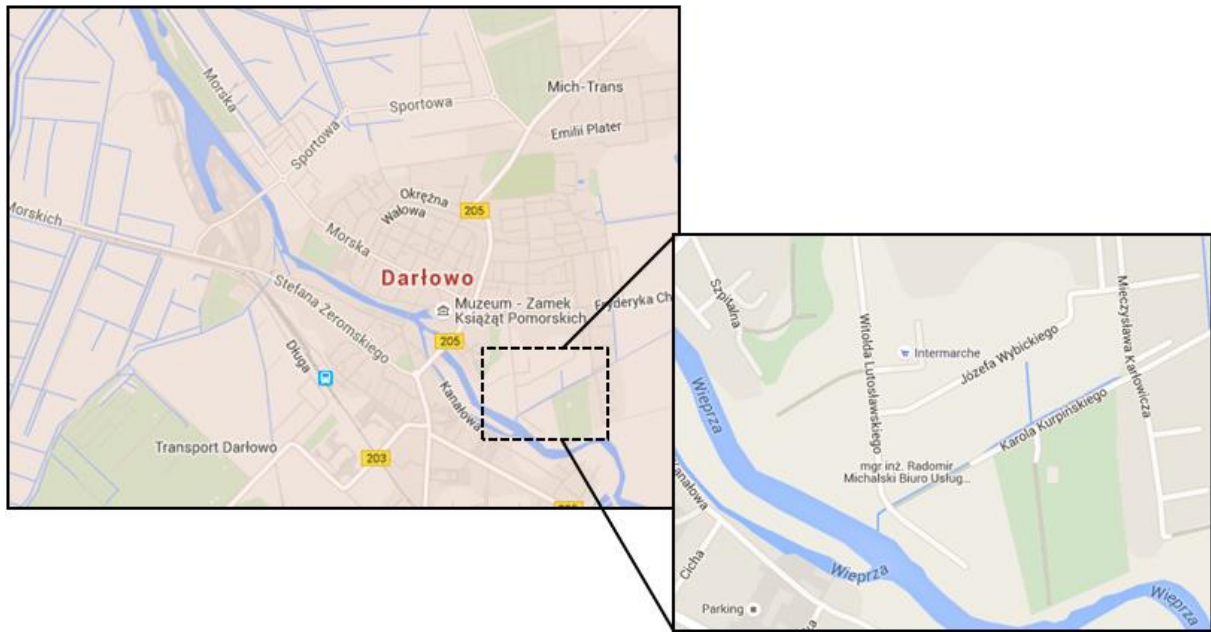 Morska
Mich-Trans
Sportowa
Emilii Plater
Sportowa
Okrężna
Wałowa
205
Morskich
Morska
Darłowo
Stefana Żeromskiego
Muzeum - Zamek
Książąt Pomorskich
Fryderyka Ch
205
Długa
Kanałowa
Transport Darłowo
203
Szpitalna
Witolda Lutosławskiego
Mieczysława Karłowicza
Intermarche
Józefa Wybickiego
Wieprza
Karola Kurpińskiego
mgr inż. Radomir
Michalski Biuro Usług...
Kanałowa
Cicha
Wieprza
Wieprza
Parking